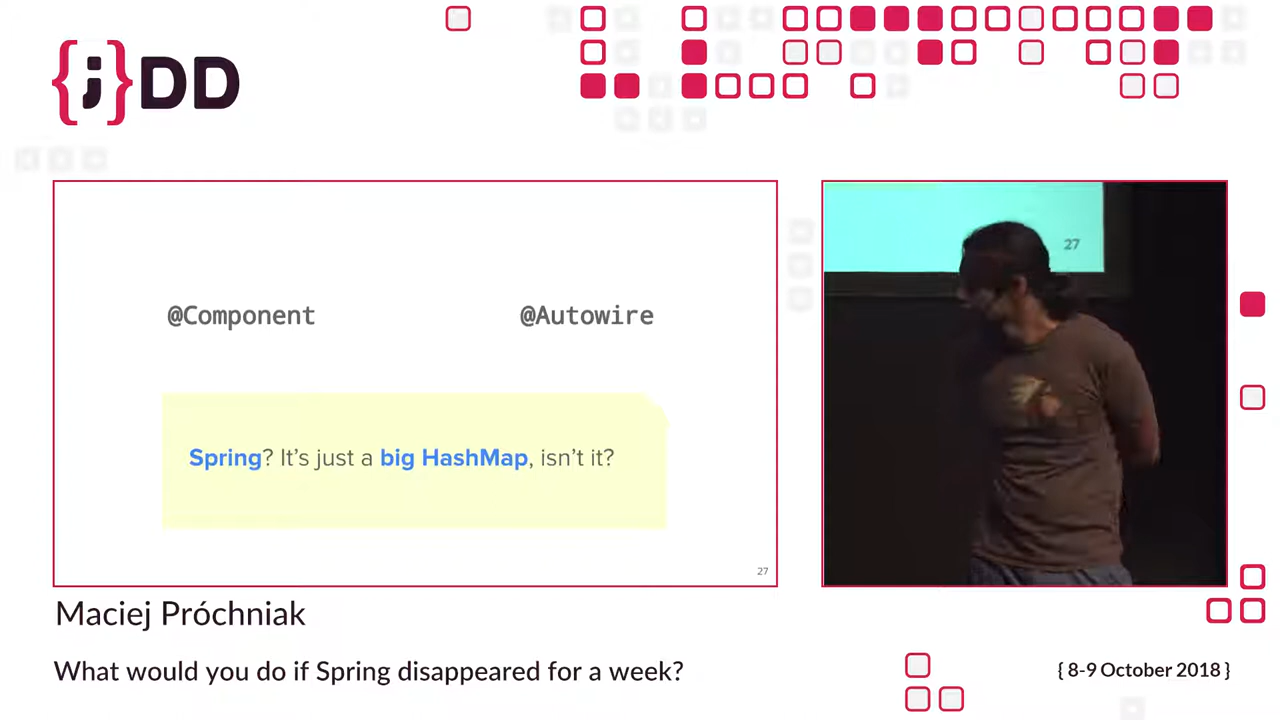 {j}DD
@Component @Autowire
Spring? It's just a big HashMap, isn't it?
27
27
Maciej Próchniak
What would you do if Spring disappeared for a week?
{ 8-9 October 2018 }